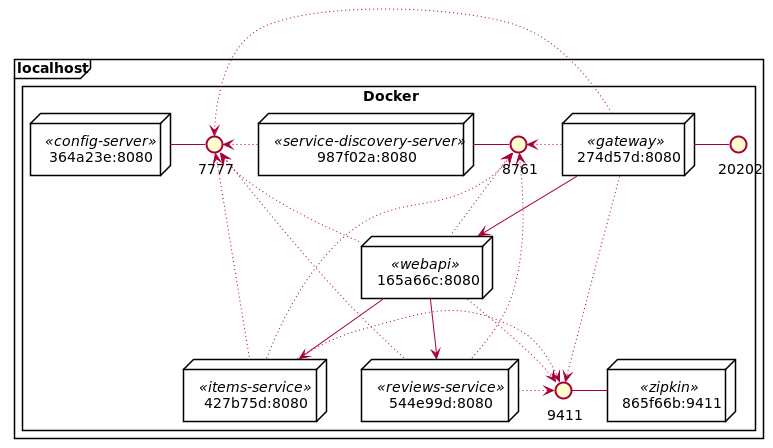 localhost
Docker
«config-server»
364a23e:8080
7777
«service-discovery-server»
987f02a:8080
8761
«gateway»
274d57d:8080
20202
«webapi»
165a66c:8080
«items-service»
427b75d:8080
«reviews-service»
544e99d:8080
9411
«zipkin»
865f66b:9411